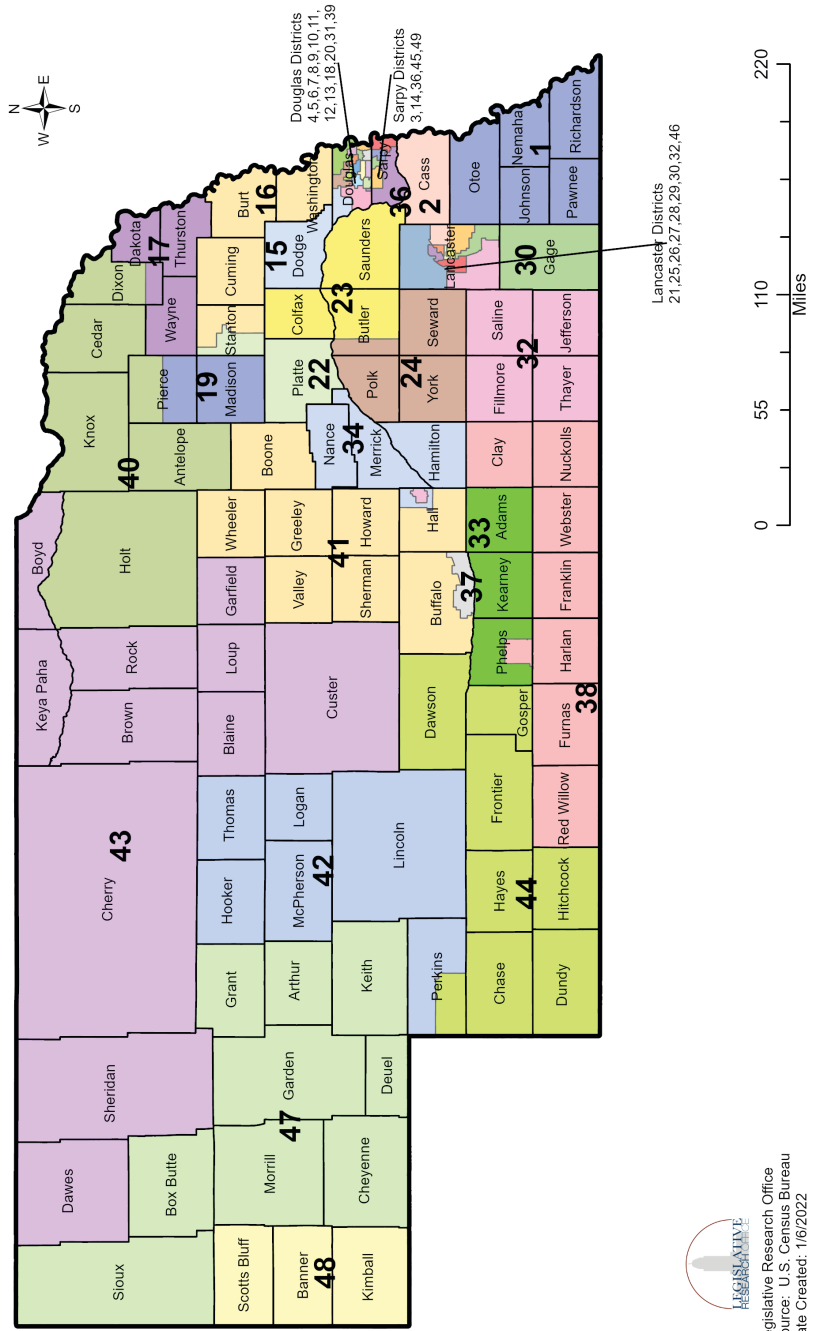 N
W
E
S
Douglas Districts
4,5,6,7,8,9,10,11,
12,13,18,20,31,39
Sarpy Districts
3,14,36,45,49
Sioux
Dawes
Box Butte
Sheridan
Cherry
43
Keya Paha
Boyd
Brown
Rock
Holt
Knox
40
Antelope
Cedar
Pierce
Dixon
Dakota
17
Thurston
Wayne
Scotts Bluff
Banner
48
Kimball
Morrill
47
Cheyenne
Garden
Deuel
Grant
Arthur
Keith
Hooker
Thomas
McPherson
42
Logan
Lincoln
Perkins
Blaine
Loup
Garfield
Wheeler
Custer
Valley
Greeley
41
Sherman
Howard
Boone
Nance
34
Merrick
Madison
19
Stanton
Cuming
Burt
16
Washington
Platte
22
Colfax
Dodge
15
Butler
23
Saunders
Polk
24
York
Seward
Douglas
Sarpy
36
Cass
2
Otoe
Lancaster
Dawson
Buffalo
37
Hall
Hamilton
Chase
Dundy
Hayes
44
Hitchcock
Frontier
Red Willow
Gosper
Furnas
38
Phelps
Harlan
Kearney
Franklin
Adams
33
Webster
Clay
Nuckolls
Fillmore
Thayer
Saline
32
Jefferson
Gage
30
Johnson
Nemaha
1
Pawnee
Richardson
Lancaster Districts
21,25,26,27,28,29,30,32,46
0
55
110
220
Miles
LEGISLATIVE
RESEARCH OFFICE
gislative Research Office
ource: U.S. Census Bureau
ate Created: 1/6/2022